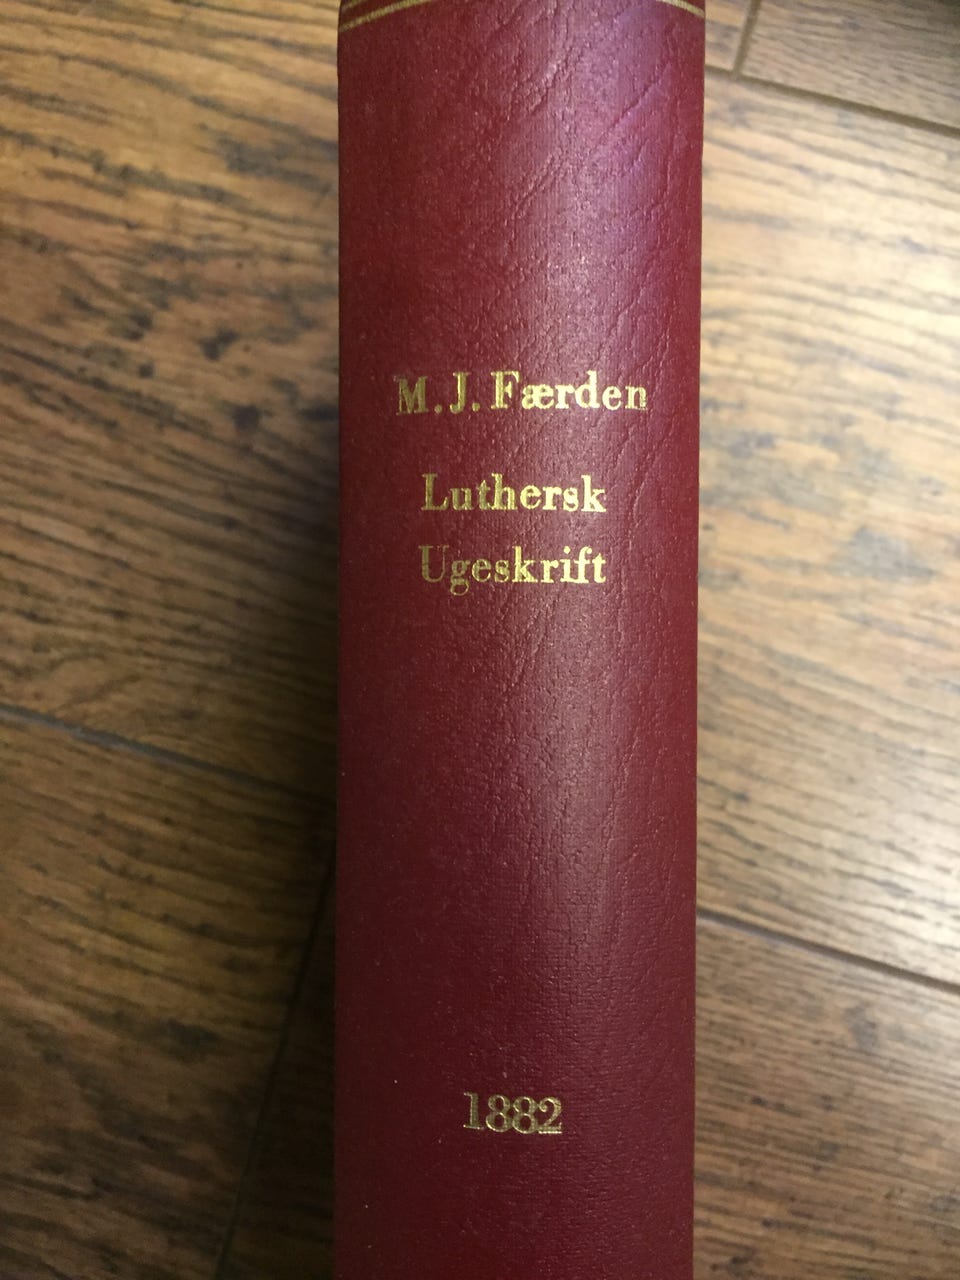 M. J. Færden
Luthersk
Ugeskrift
1882